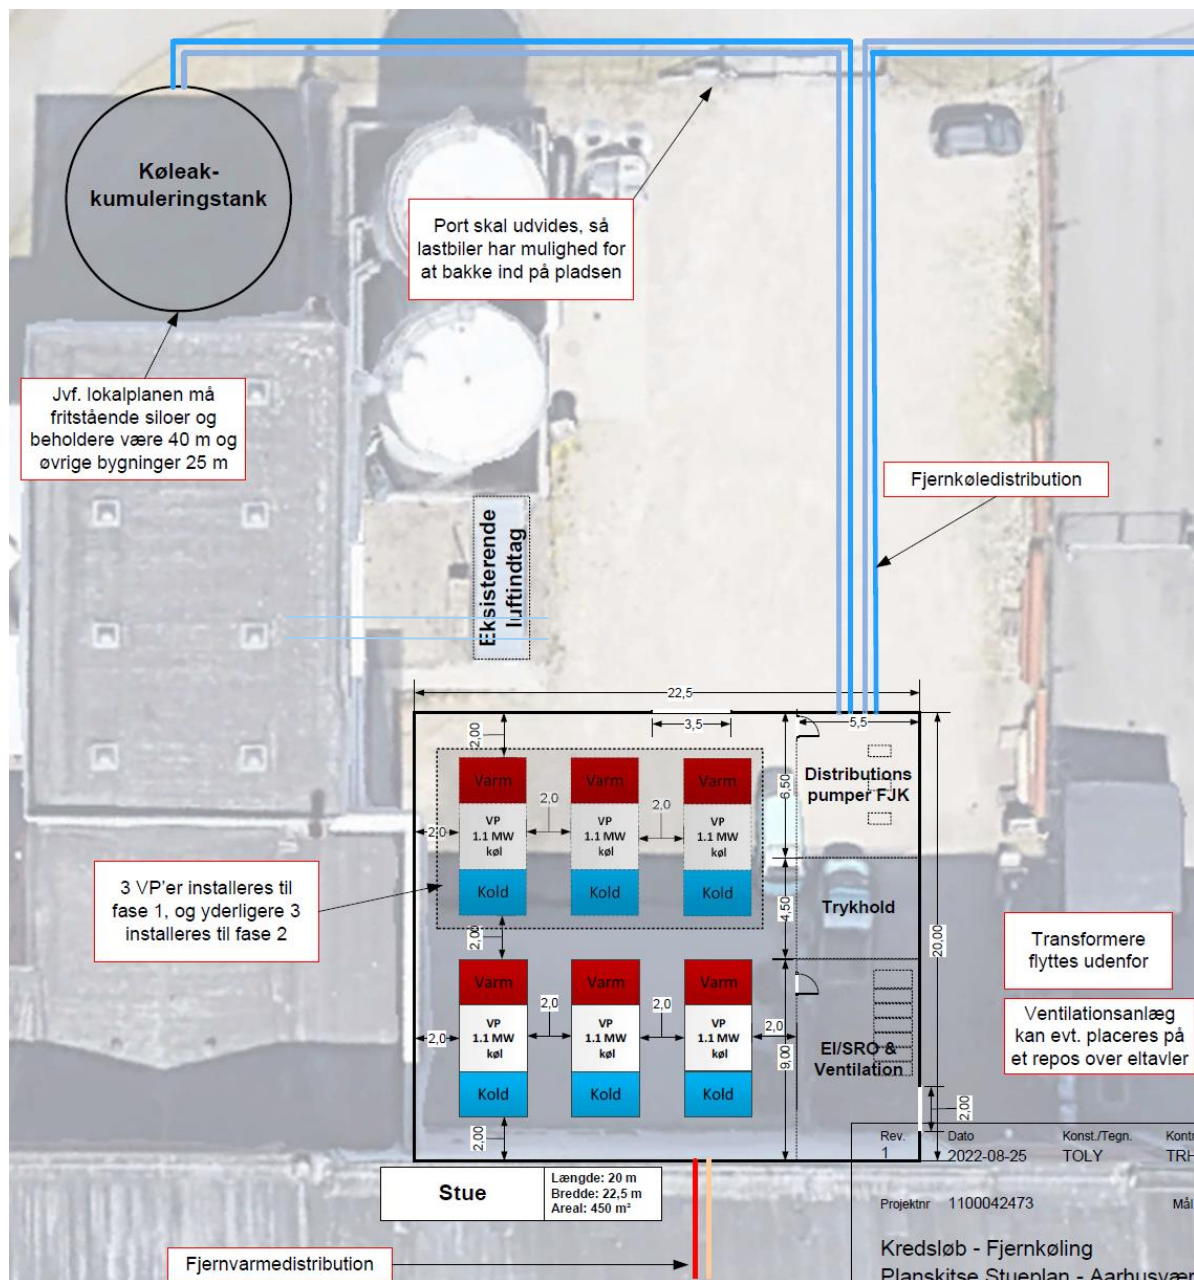 Køleak-
kumuleringstank
Port skal udvides, så
lastbiler har mulighed for
at bakke ind på pladsen
Jvf. lokalplanen må
fritstående siloer og
beholdere være 40 m og
øvrige bygninger 25 m
Fjernkøledistribution
Eksisterende
luftindtag
22,5
3,5
5,5
2,00
6,50
Varm
Varm
Varm
Distributions
pumper FJK
2,0
2,0
2,0
VP
1.1 MW
køl
VP
1.1 MW
køl
VP
1.1 MW
køl
Kold
Kold
Kold
3 VP'er installeres til
fase 1, og yderligere 3
installeres til fase 2
4,50
Trykhold
2,00
20,00
Transformere
flyttes udenfor
Varm
Varm
Varm
2,0
2,0
2,0
2,0
VP
1.1 MW
køl
VP
1.1 MW
køl
VP
1.1 MW
køl
9,00
El/SRO &
Ventilation
Ventilationsanlæg
kan evt. placeres på
et repos over eltavler
Kold
Kold
Kold
2,00
2,00
Rev. Dato Konst./Tegn.
1 2022-08-25 TOLY TRH
Stue
Længde: 20 m
Bredde: 22,5 m
Areal: 450 m²
Projektnr 1100042473
Fjernvarmedistribution
Kredsløb - Fjernkøling
Planskitse Stueplan -